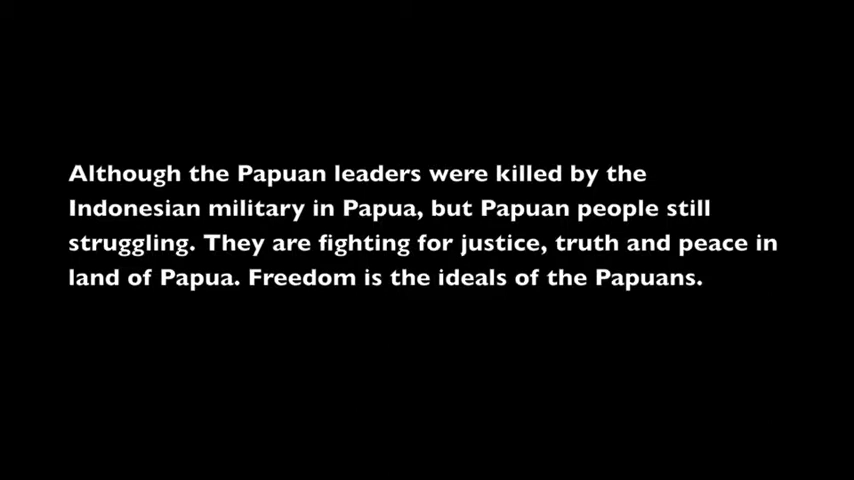 Although the Papuan leaders were killed by the
Indonesian military in Papua, but Papuan people still
struggling. They are fighting for justice, truth and peace in
land of Papua. Freedom is the ideals of the Papuans.